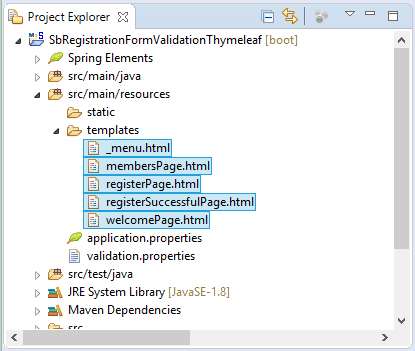 Project Explorer
SbRegistrationFormValidationThymeleaf [boot]
Spring Elements
src/main/java
src/main/resources
static
templates
_menu.html
membersPage.html
registerPage.html
registerSuccessfulPage.html
welcomePage.html
application.properties
validation.properties
src/test/java
JRE System Library [JavaSE-1.8]
Maven Dependencies
src